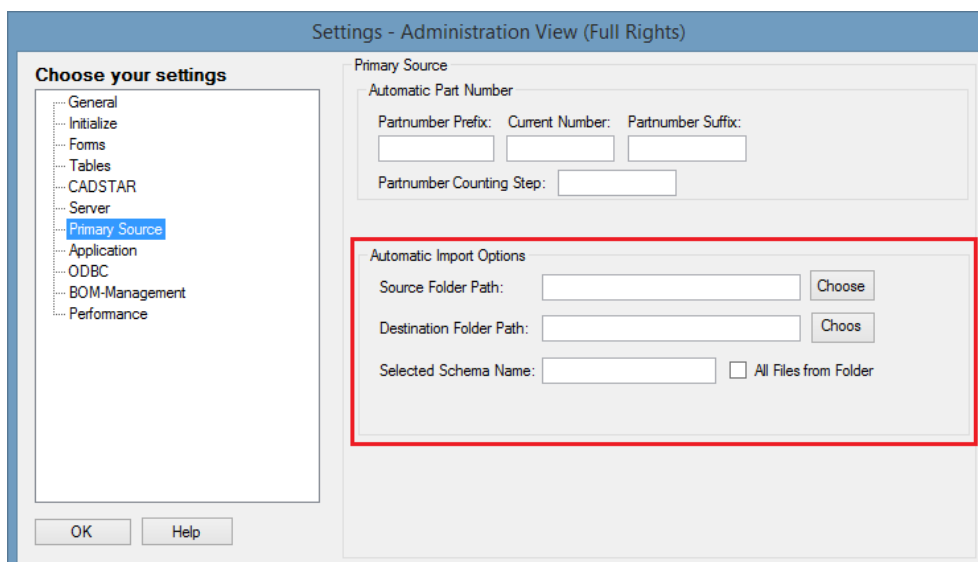 Settings - Administration View (Full Rights)
Choose your settings
General
Initialize
Forms
Tables
CADSTAR
Server
Primary Source
Application
ODBC
BOM-Management
Performance
OK Help
Primary Source
Automatic Part Number
Partnumber Prefix: Current Number: Partnumber Suffix:
Partnumber Counting Step:
Automatic Import Options
Source Folder Path: Choose
Destination Folder Path: Choos
Selected Schema Name: All Files from Folder